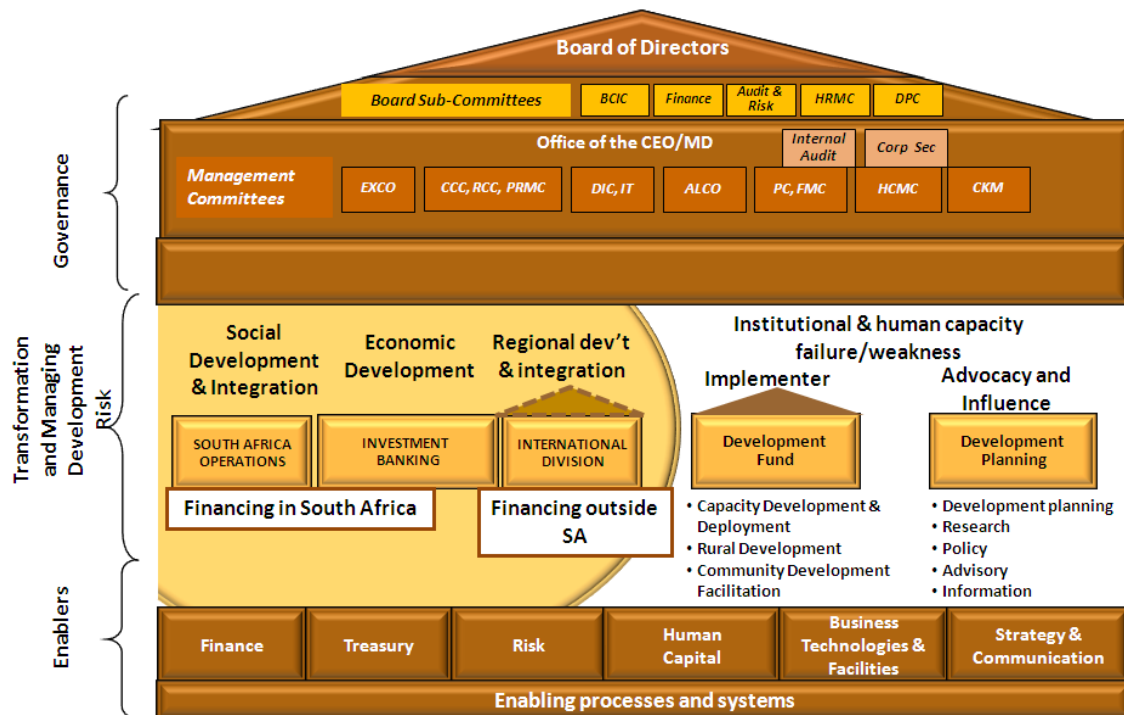 Board of Directors
Board Sub-Committees
BCIC
Finance
Audit &
Risk
HRMC
DPC
Office of the CEO/MD
Internal
Audit
Corp Sec
Management
Committees
EXCO
CCC, RCC, PRMC
DIC, IT
ALCO
PC, FMC
HCMC
CKM
Governance
Transformation
and Managing
Development
Risk
Enablers
Social
Development
& Integration
Economic
Development
Regional dev't
& integration
Institutional & human capacity
failure/weakness
Implementer
Advocacy and
Influence
SOUTH AFRICA
OPERATIONS
INVESTMENT
BANKING
INTERNATIONAL
DIVISION
Development
Fund
Development
Planning
Financing in South Africa
Financing outside
SA
• Capacity Development &
Deployment
• Rural Development
• Community Development
Facilitation
• Development planning
• Research
• Policy
• Advisory
• Information
Finance
Treasury
Risk
Human
Capital
Business
Technologies &
Facilities
Strategy &
Communication
Enabling processes and systems